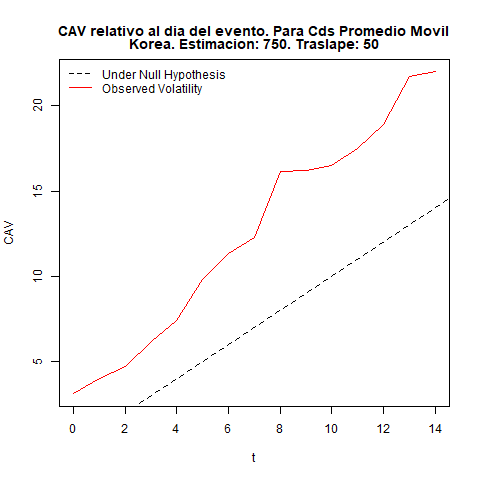 CAV relativo al dia del evento. Para Cds Promedio Movil
Korea. Estimacion: 750. Traslape: 50
Under Null Hypothesis
Observed Volatility
20
15
10
5
CAV
0 2 4 6 8 10 12 14
t